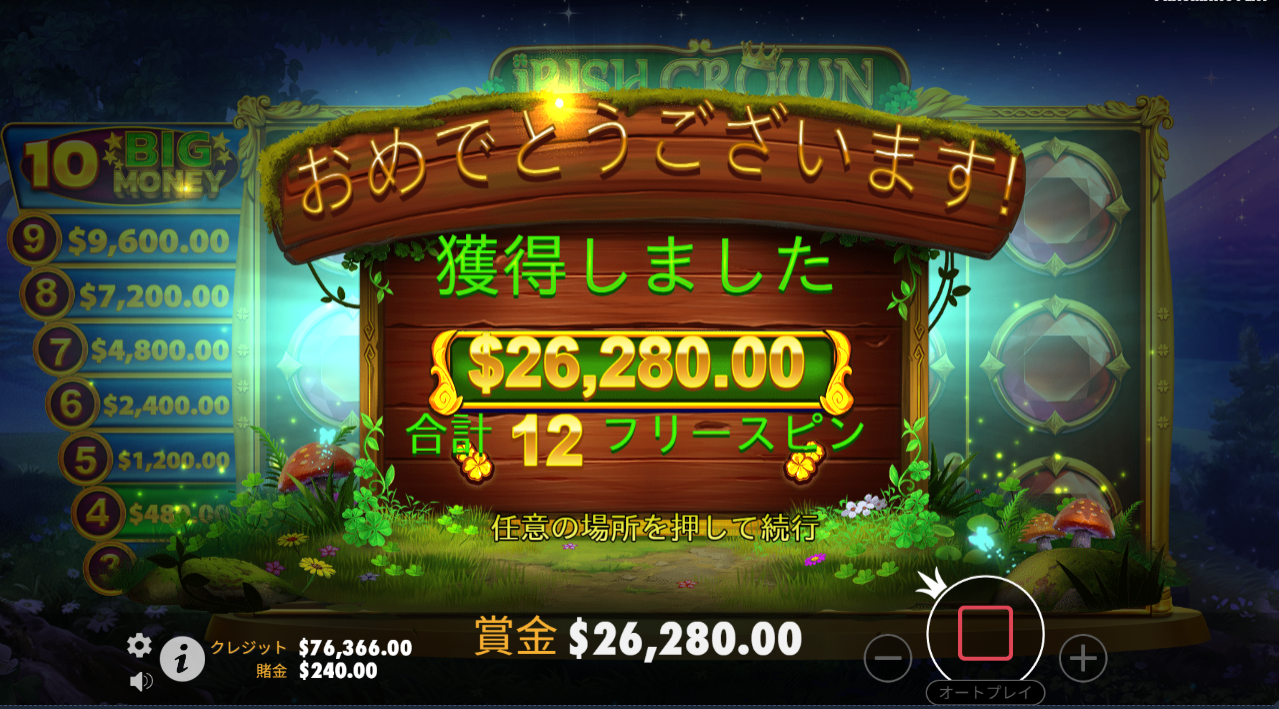 IRISH CROWN
おめでとうございます!
10 BIG MONEY
9 $9,600.00
8 $7,200.00
7 $4,800.00
6 $2,400.00
5 $1,200.00
4 $480.00
3
獲得しました
$26,280.00
合計 12 フリースピン
任意の場所を押して続行
クレジット $76,366.00
賭金 $240.00
賞金 $26,280.00
オートプレイ